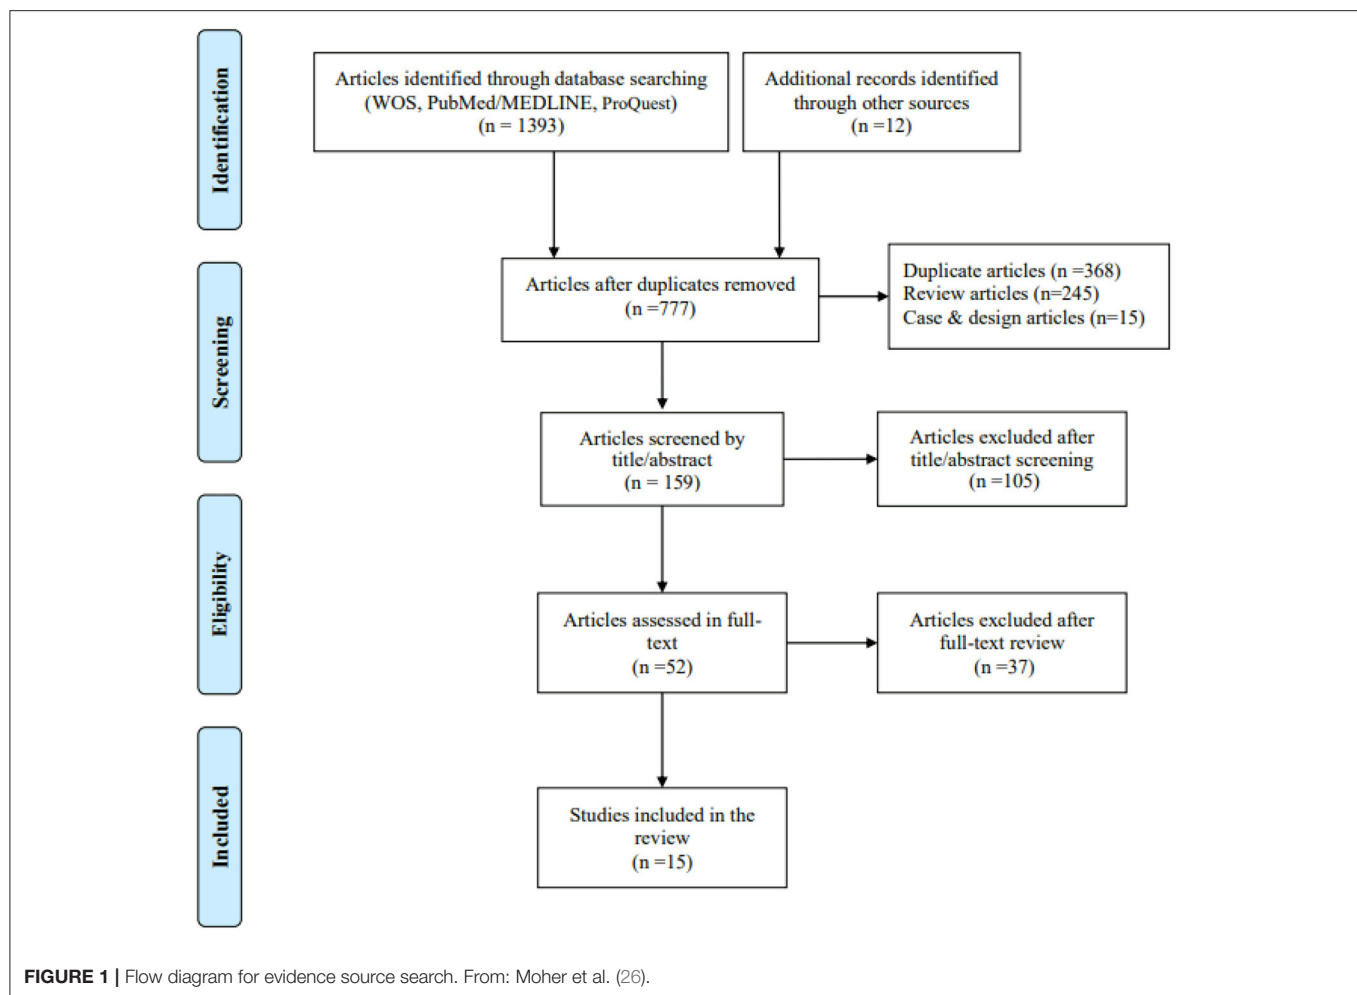 Identification
Articles identified through database searching
(WOS, PubMed/MEDLINE, ProQuest)
(n = 1393)
Additional records identified
through other sources
(n =12)
Screening
Articles after duplicates removed
(n =777)
Duplicate articles (n =368)
Review articles (n=245)
Case & design articles (n=15)
Articles screened by
title/abstract
(n = 159)
Articles excluded after
title/abstract screening
(n =105)
Eligibility
Articles assessed in full-
text
(n =52)
Articles excluded after
full-text review
(n =37)
Included
Studies included in the
review
(n =15)
FIGURE 1 | Flow diagram for evidence source search. From: Moher et al. (26).